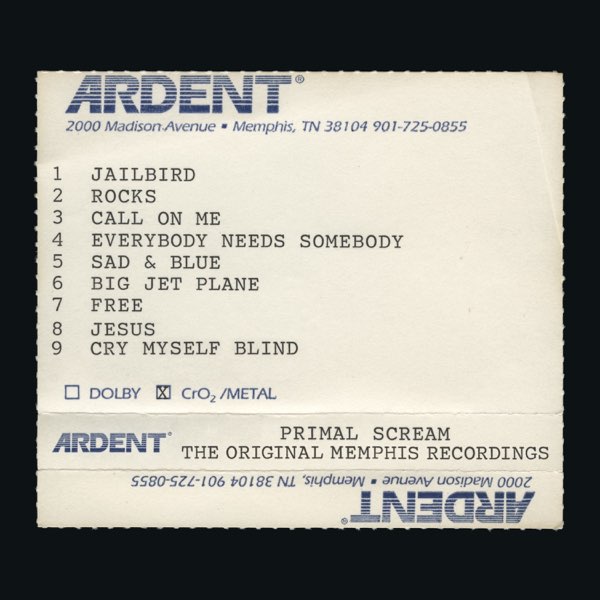 ARDENT®
2000 Madison Avenue ▪ Memphis, TN 38104 901-725-0855
1 JAILBIRD
2 ROCKS
3 CALL ON ME
4 EVERYBODY NEEDS SOMEBODY
5 SAD & BLUE
6 BIG JET PLANE
7 FREE
8 JESUS
9 CRY MYSELF BLIND
☐ DOLBY ☒ CrO₂/METAL
ARDENT®
PRIMAL SCREAM
THE ORIGINAL MEMPHIS RECORDINGS
ARDENT®
2000 Madison Avenue ▪ Memphis, TN 38104 901-725-0855